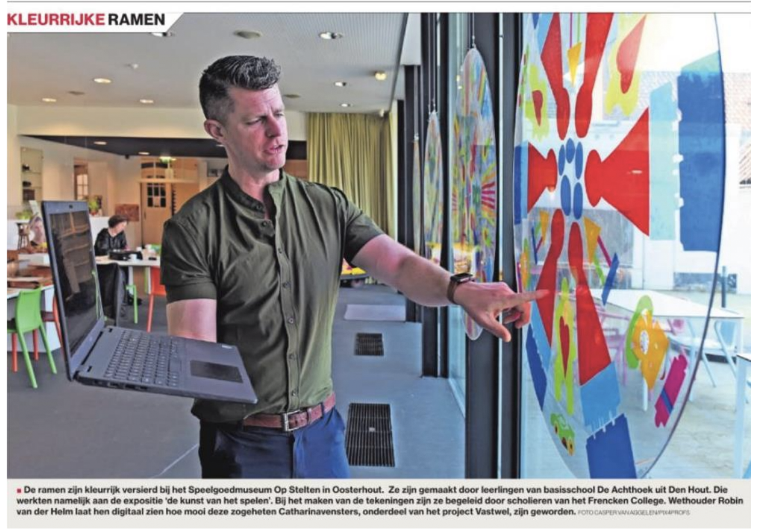 KLEURRIJKE RAMEN
▪ De ramen zijn kleurrijk versierd bij het Speelgoedmuseum Op Stelten in Oosterhout. Ze zijn gemaakt door leerlingen van basisschool De Achthoek uit Den Hout. Die
werkten namelijk aan de expositie 'de kunst van het spelen'. Bij het maken van de tekeningen zijn ze begeleid door scholieren van het Frencken College. Wethouder Robin
van der Helm laat hen digitaal zien hoe mooi deze zogeheten Catharinavensters, onderdeel van het project Vastwel, zijn geworden. FOTO CASPER VAN AGGELEN/PIX4PROFS